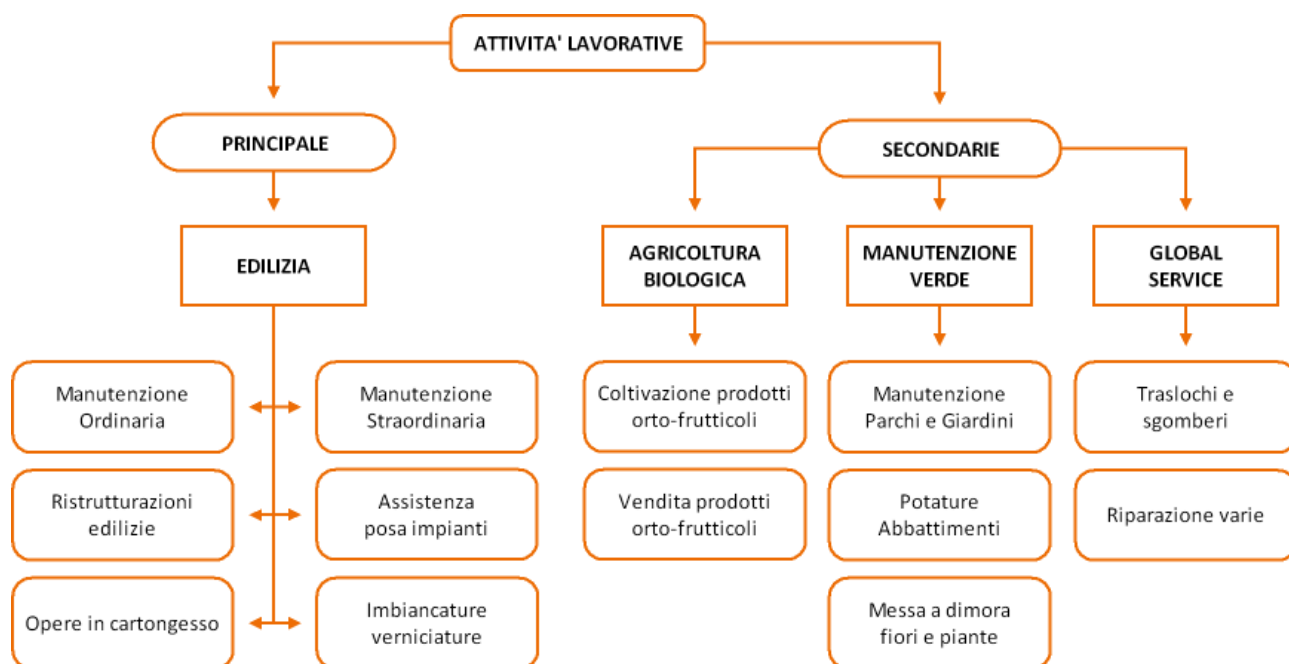 ATTIVITA' LAVORATIVE
PRINCIPALE
SECONDARIE
EDILIZIA
AGRICOLTURA
BIOLOGICA
MANUTENZIONE
VERDE
GLOBAL
SERVICE
Manutenzione
Ordinaria
Manutenzione
Straordinaria
Coltivazione prodotti
orto-frutticoli
Manutenzione
Parchi e Giardini
Traslochi e
sgomberi
Ristrutturazioni
edilizie
Assistenza
posa impianti
Vendita prodotti
orto-frutticoli
Potature
Abbattimenti
Riparazione varie
Opere in cartongesso
Imbiancature
verniciature
Messa a dimora
fiori e piante